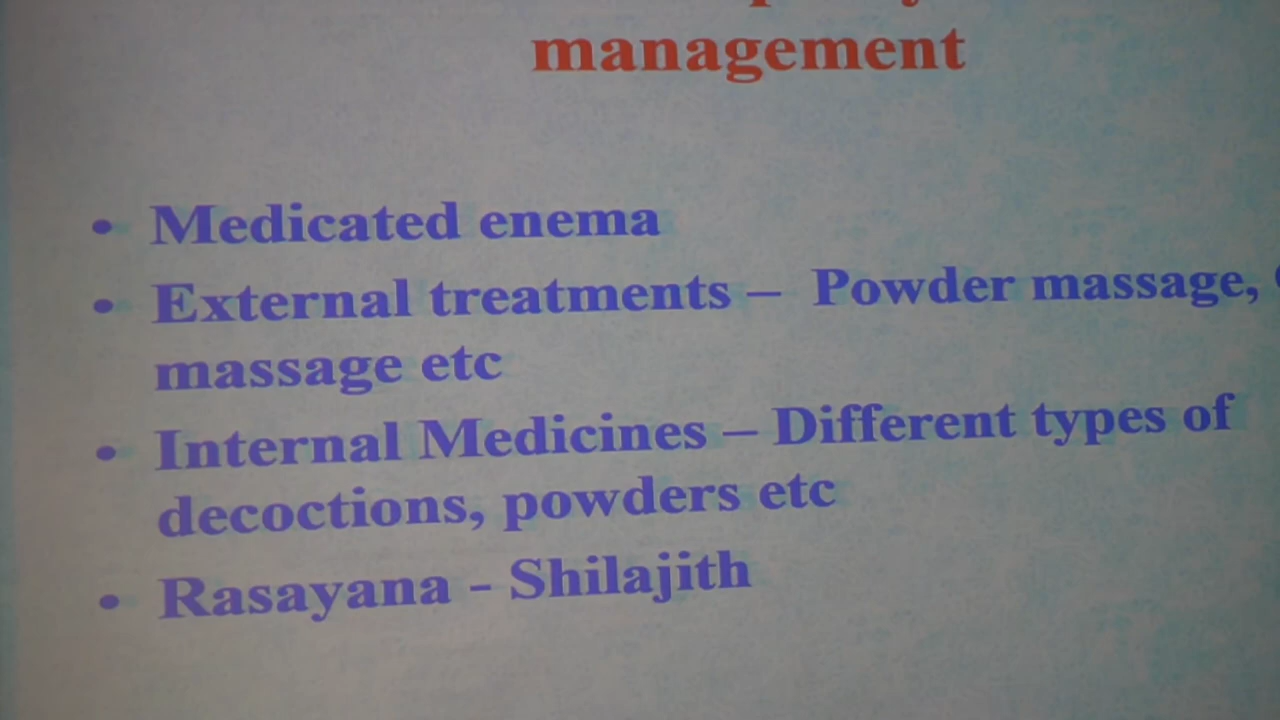 management
• Medicated enema
• External treatments – Powder massage,
massage etc
• Internal Medicines – Different types of
decoctions, powders etc
• Rasayana - Shilajith